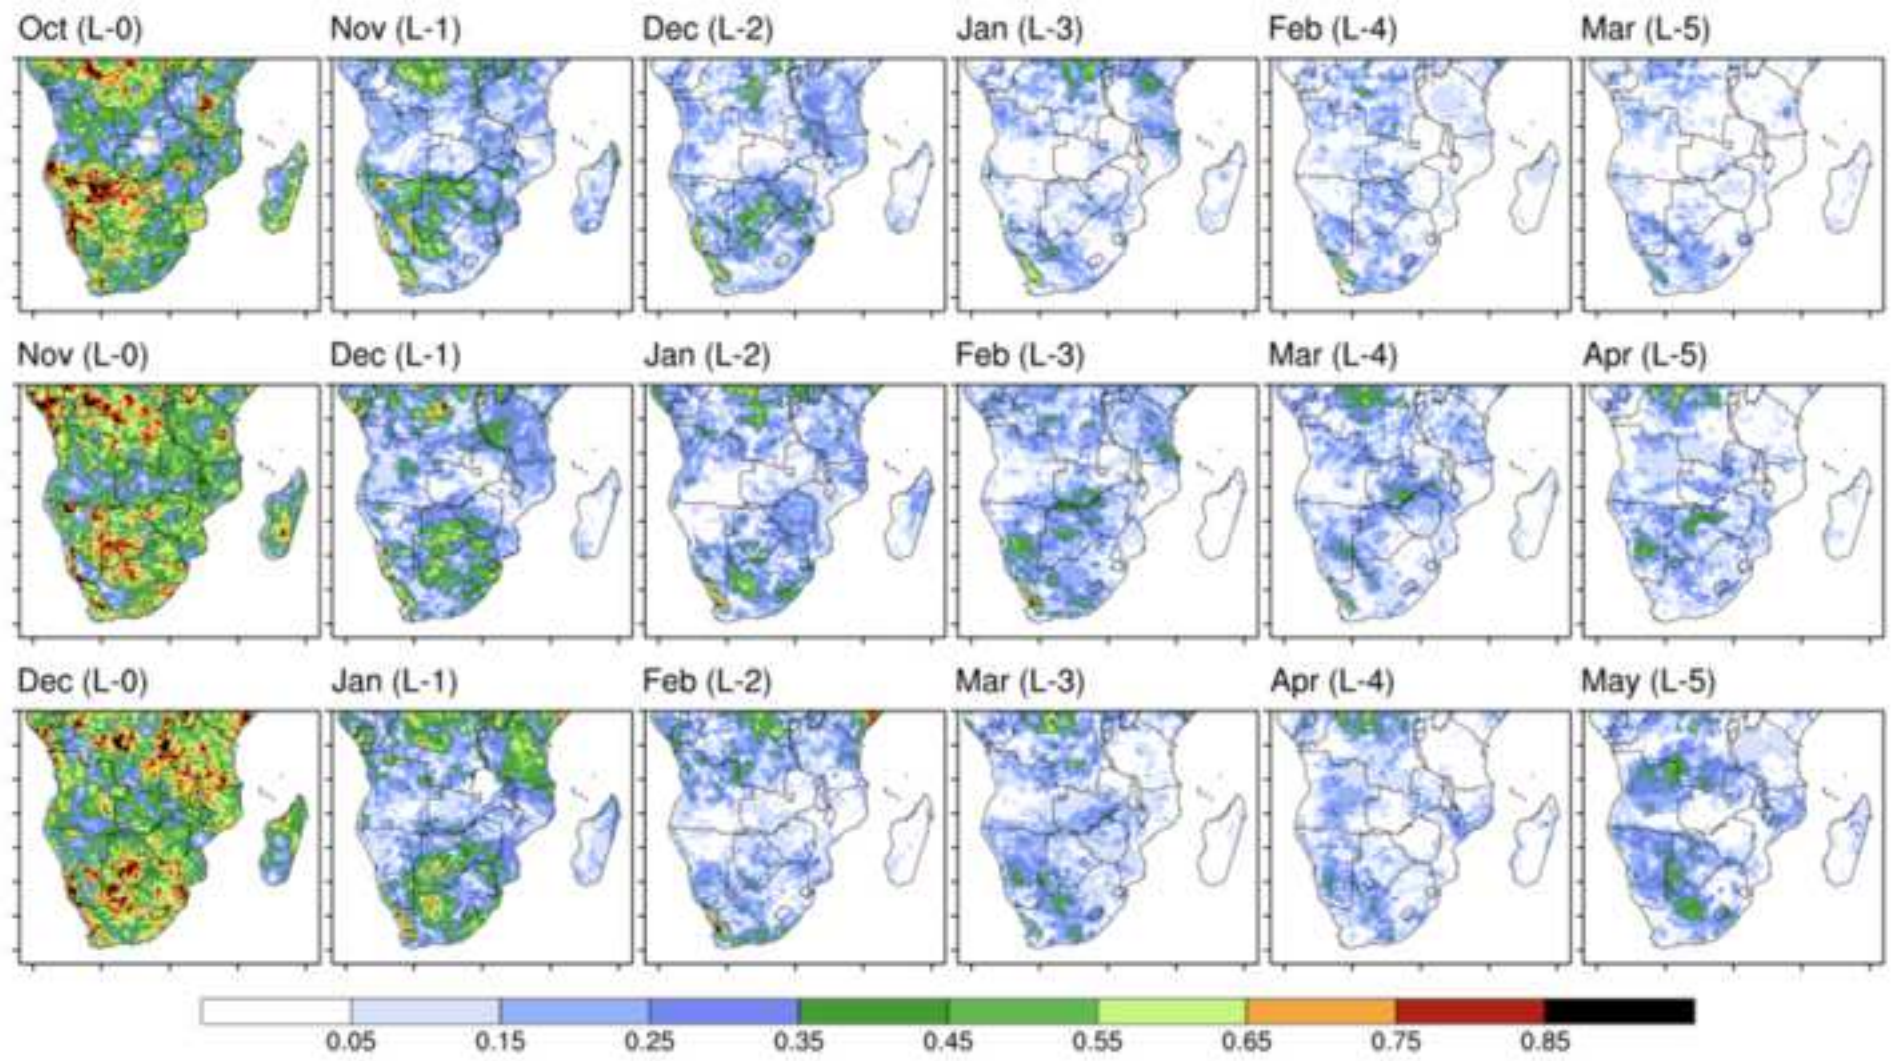 Oct (L-0) Nov (L-1) Dec (L-2) Jan (L-3) Feb (L-4) Mar (L-5)
Nov (L-0) Dec (L-1) Jan (L-2) Feb (L-3) Mar (L-4) Apr (L-5)
Dec (L-0) Jan (L-1) Feb (L-2) Mar (L-3) Apr (L-4) May (L-5)
0.05 0.15 0.25 0.35 0.45 0.55 0.65 0.75 0.85